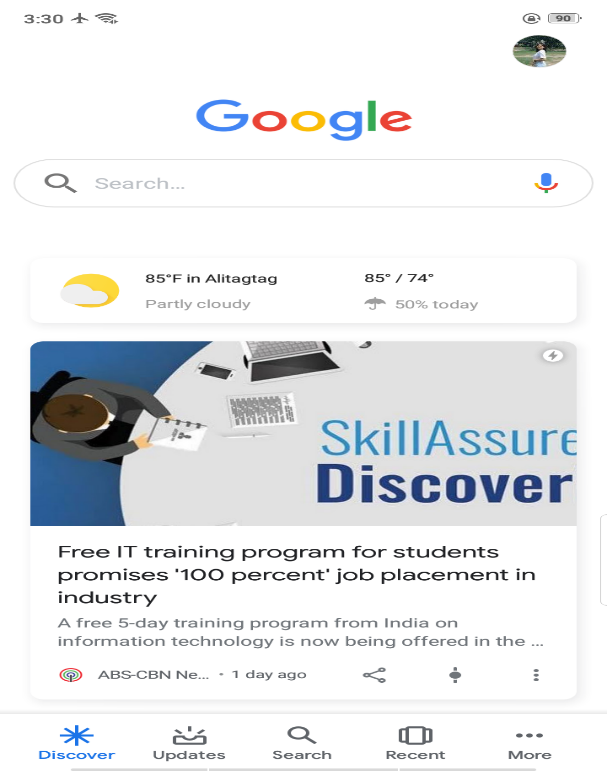 3:30
90
Google
Search...
85°F in Alitagtag
85° / 74°
Partly cloudy
50% today
SkillAssure
Discover
Free IT training program for students
promises '100 percent' job placement in
industry
A free 5-day training program from India on
information technology is now being offered in the ...
ABS-CBN Ne... • 1 day ago
Discover
Updates
Search
Recent
More